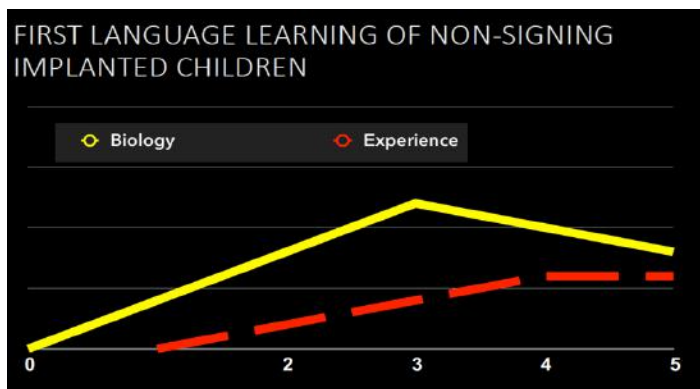 FIRST LANGUAGE LEARNING OF NON-SIGNING
IMPLANTED CHILDREN
Biology Experience
0 2 3 4 5